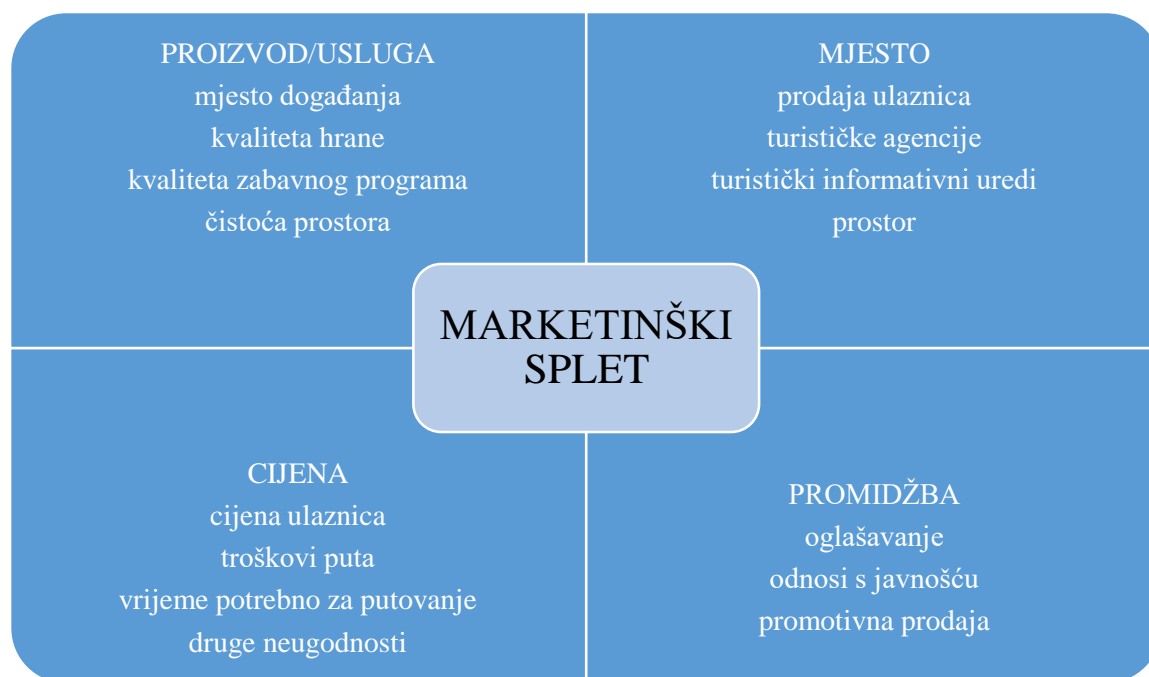 PROIZVOD/USLUGA
mjesto događanja
kvaliteta hrane
kvaliteta zabavnog programa
čistoća prostora
MJESTO
prodaja ulaznica
turističke agencije
turistički informativni uredi
prostor
MARKETINŠKI
SPLET
CIJENA
cijena ulaznica
troškovi puta
vrijeme potrebno za putovanje
druge neugodnosti
PROMIDŽBA
oglašavanje
odnosi s javnošću
promotivna prodaja